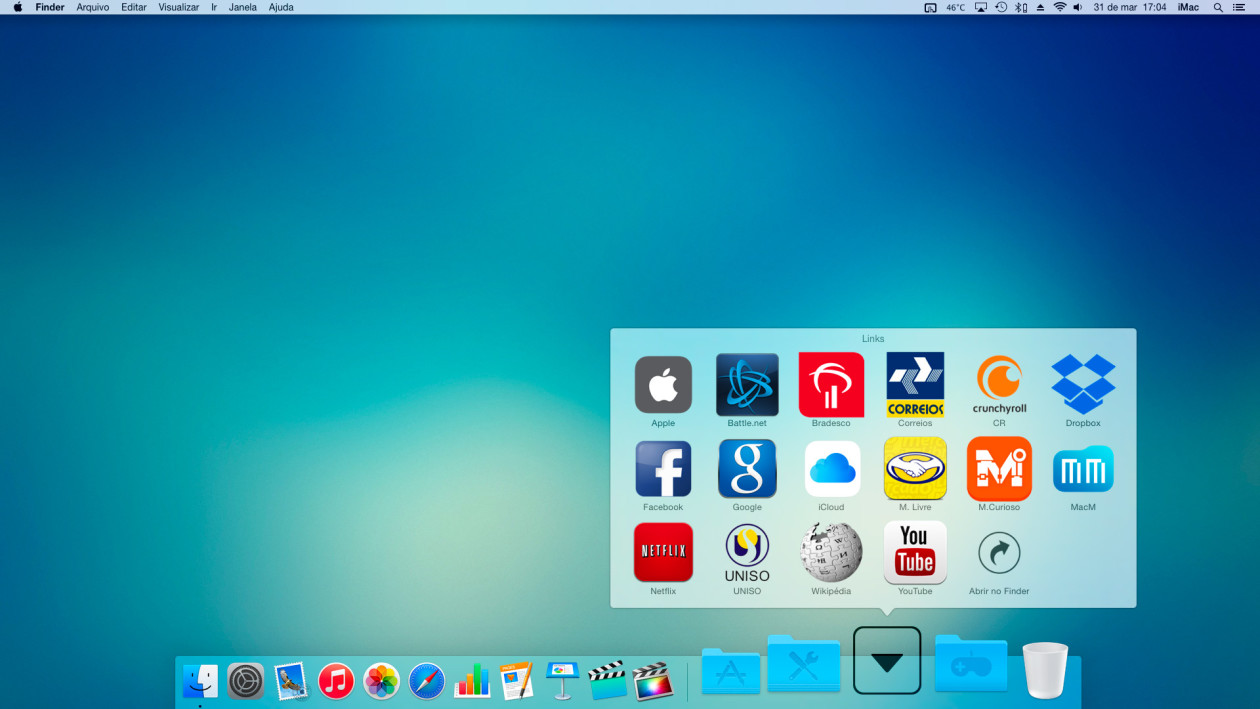 Finder Arquivo Editar Visualizar Ir Janela Ajuda 46°C 31 de mar 17:04 iMac
Links
CORREIOS
crunchyroll
Apple Battle.net Bradesco Correios CR Dropbox
Facebook Google iCloud M. Livre M.Curioso MacM
NETFLIX
UNISO
You
Tube
Netflix UNISO Wikipédia YouTube Abrir no Finder